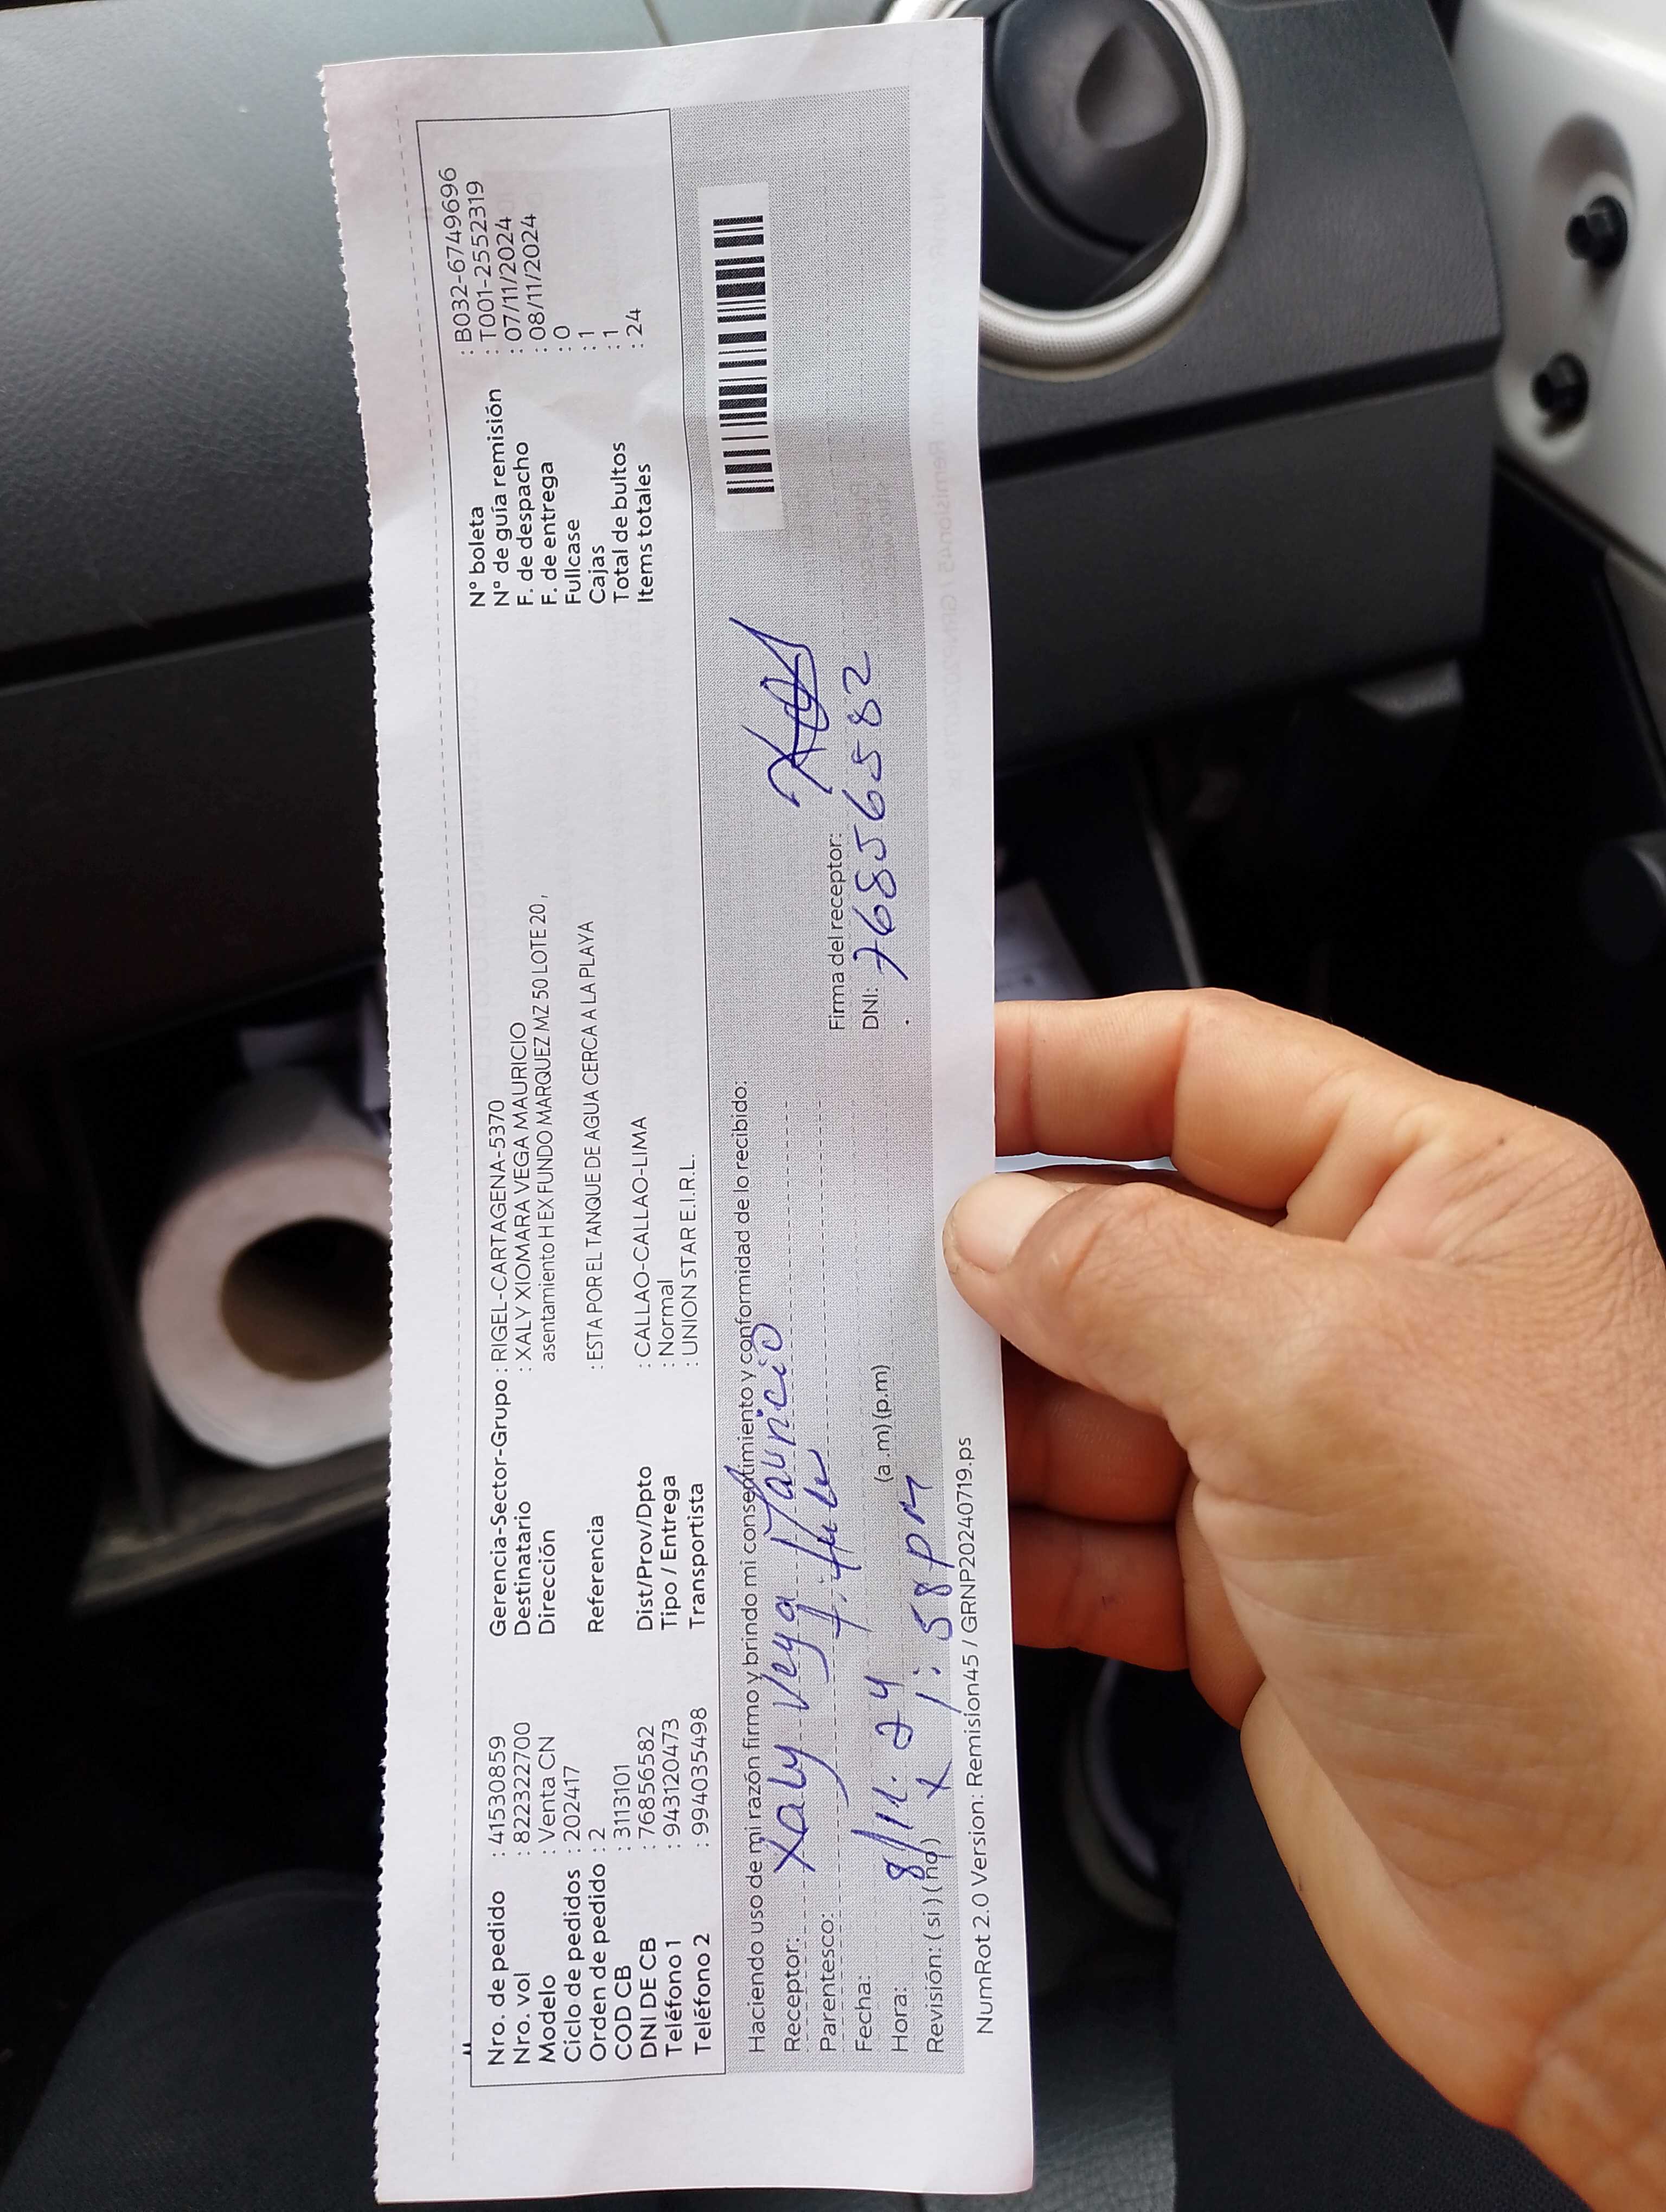 Nro. de pedido : 41530859
Nro. vol : 8223222700
Modelo : Venta CN
Ciclo de pedidos : 202417
Orden de pedido : 2
COD CB : 3113101
DNI DE CB : 76856582
Teléfono 1 : 943120473
Teléfono 2 : 994035498
Gerencia-Sector-Grupo : RIGEL-CARTAGENA-5370
Destinatario : XALY XIOMARA VEGA MAURICIO
Dirección asentamiento H EX FUNDO MARQUEZ MZ 50 LOTE 20 ,
Referencia : ESTA POR EL TANQUE DE AGUA CERCA A LA PLAYA
Dist/Prov/Dpto : CALLAO-CALLAO-LIMA
Tipo / Entrega : Normal
Transportista : UNION STAR E.I.R.L.
Nº boleta : B032-6749696
Nº de guía remisión : T001-2552319
F. de despacho : 07/11/2024
F. de entrega : 08/11/2024
Fullcase : 0
Cajas : 1
Total de bultos : 1
Items totales : 24
Haciendo uso de mi razón firmo y brindo mi consentimiento y conformidad de lo recibido:
Receptor: Xaly Vega Mauricio
Parentesco:
Fecha: 8/11. 24
Hora: 1:58 pm (a .m) (p.m)
Revisión: ( si ) ( no ) x
Firma del receptor:
DNI: 76856582
NumRot 2.0 Version: Remision45 / GRNP20240719.ps